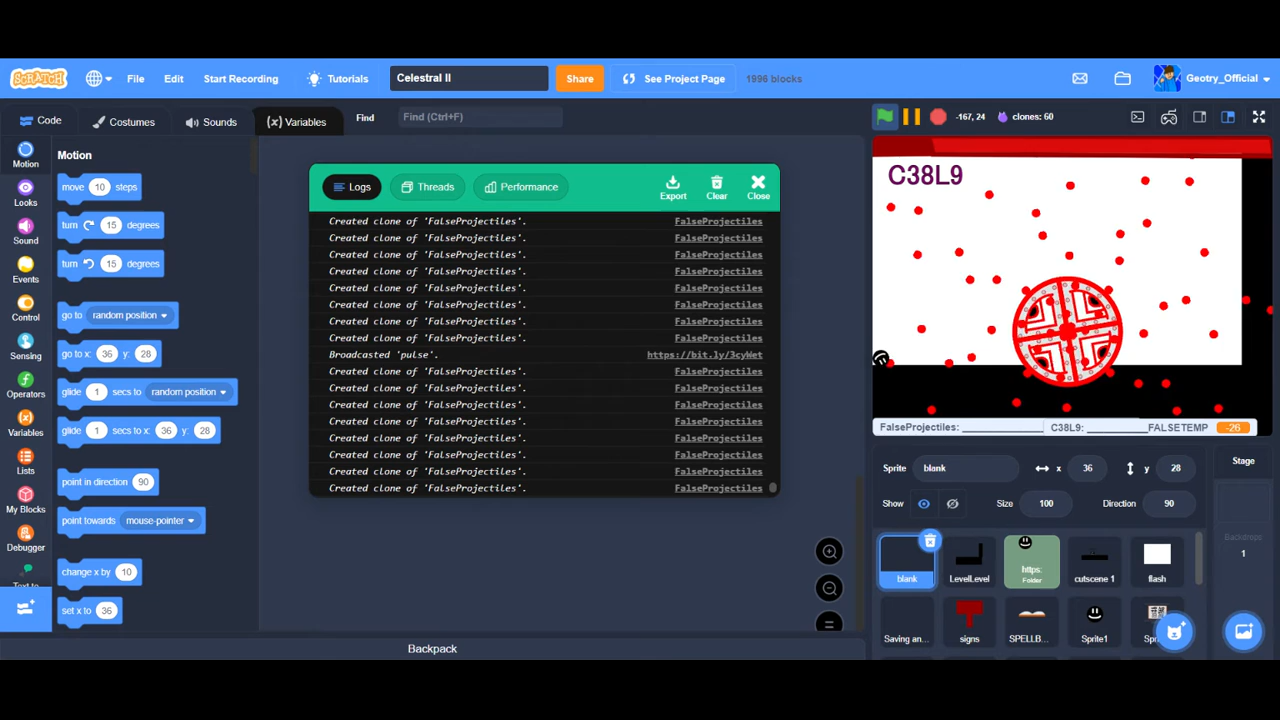 SCRATCH File Edit Start Recording Tutorials Celestral II Share See Project Page 1996 blocks Geotry_Official
Code Costumes Sounds (x) Variables Find Find (Ctrl+F) -167, 24 clones: 60
Motion Motion
move 10 steps
Looks
turn 15 degrees
Sound
turn 15 degrees
Events
go to random position
Control
go to x: 36 y: 28
Sensing
glide 1 secs to random position
Operators
glide 1 secs to x: 36 y: 28
Variables
Lists
point in direction 90
My Blocks
point towards mouse-pointer
Debugger
change x by 10
set x to 36
Logs Threads Performance Export Clear Close
Created clone of 'FalseProjectiles'. FalseProjectiles
Created clone of 'FalseProjectiles'. FalseProjectiles
Created clone of 'FalseProjectiles'. FalseProjectiles
Created clone of 'FalseProjectiles'. FalseProjectiles
Created clone of 'FalseProjectiles'. FalseProjectiles
Created clone of 'FalseProjectiles'. FalseProjectiles
Created clone of 'FalseProjectiles'. FalseProjectiles
Created clone of 'FalseProjectiles'. FalseProjectiles
Broadcasted 'pulse'. https://bit.ly/3cyWet
Created clone of 'FalseProjectiles'. FalseProjectiles
Created clone of 'FalseProjectiles'. FalseProjectiles
Created clone of 'FalseProjectiles'. FalseProjectiles
Created clone of 'FalseProjectiles'. FalseProjectiles
Created clone of 'FalseProjectiles'. FalseProjectiles
Created clone of 'FalseProjectiles'. FalseProjectiles
Created clone of 'FalseProjectiles'. FalseProjectiles
Created clone of 'FalseProjectiles'. FalseProjectiles
C38L9
FalseProjectiles: ____________ C38L9: _________FALSETEMP -26
Sprite blank x 36 y 28 Stage
Show Size 100 Direction 90
Backdrops
1
https:
blank LevelLevel Folder cutscene 1 flash
Saving an... signs SPELLB... Sprite1 Spr
Backpack